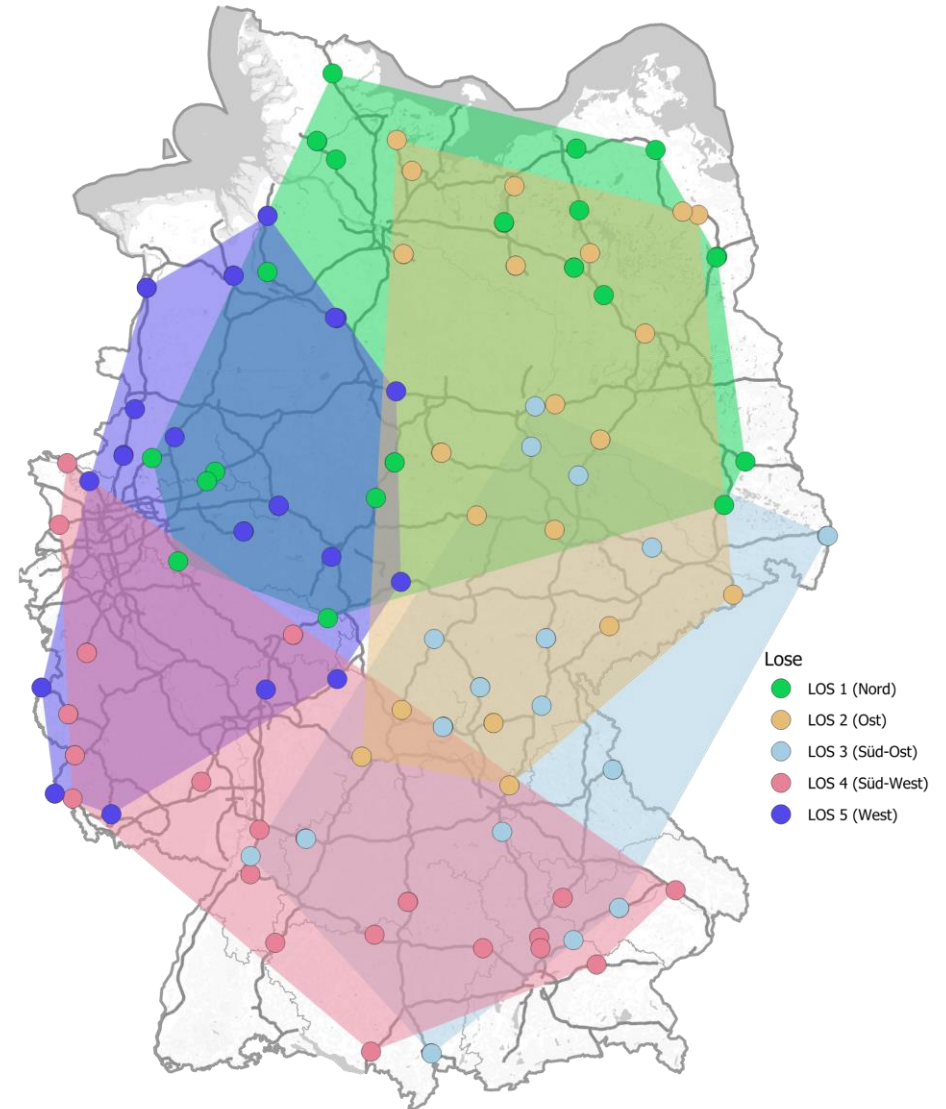 Lose
LOS 1 (Nord)
LOS 2 (Ost)
LOS 3 (Süd-Ost)
LOS 4 (Süd-West)
LOS 5 (West)